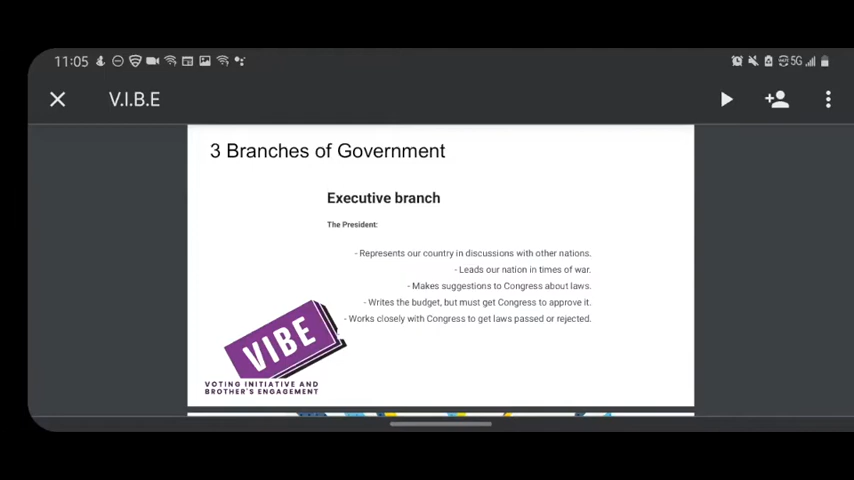 11:05
5G
V.I.B.E
3 Branches of Government
Executive branch
The President:
- Represents our country in discussions with other nations.
- Leads our nation in times of war.
- Makes suggestions to Congress about laws.
- Writes the budget, but must get Congress to approve it.
- Works closely with Congress to get laws passed or rejected.
VIBE
VOTING INITIATIVE AND
BROTHER'S ENGAGEMENT